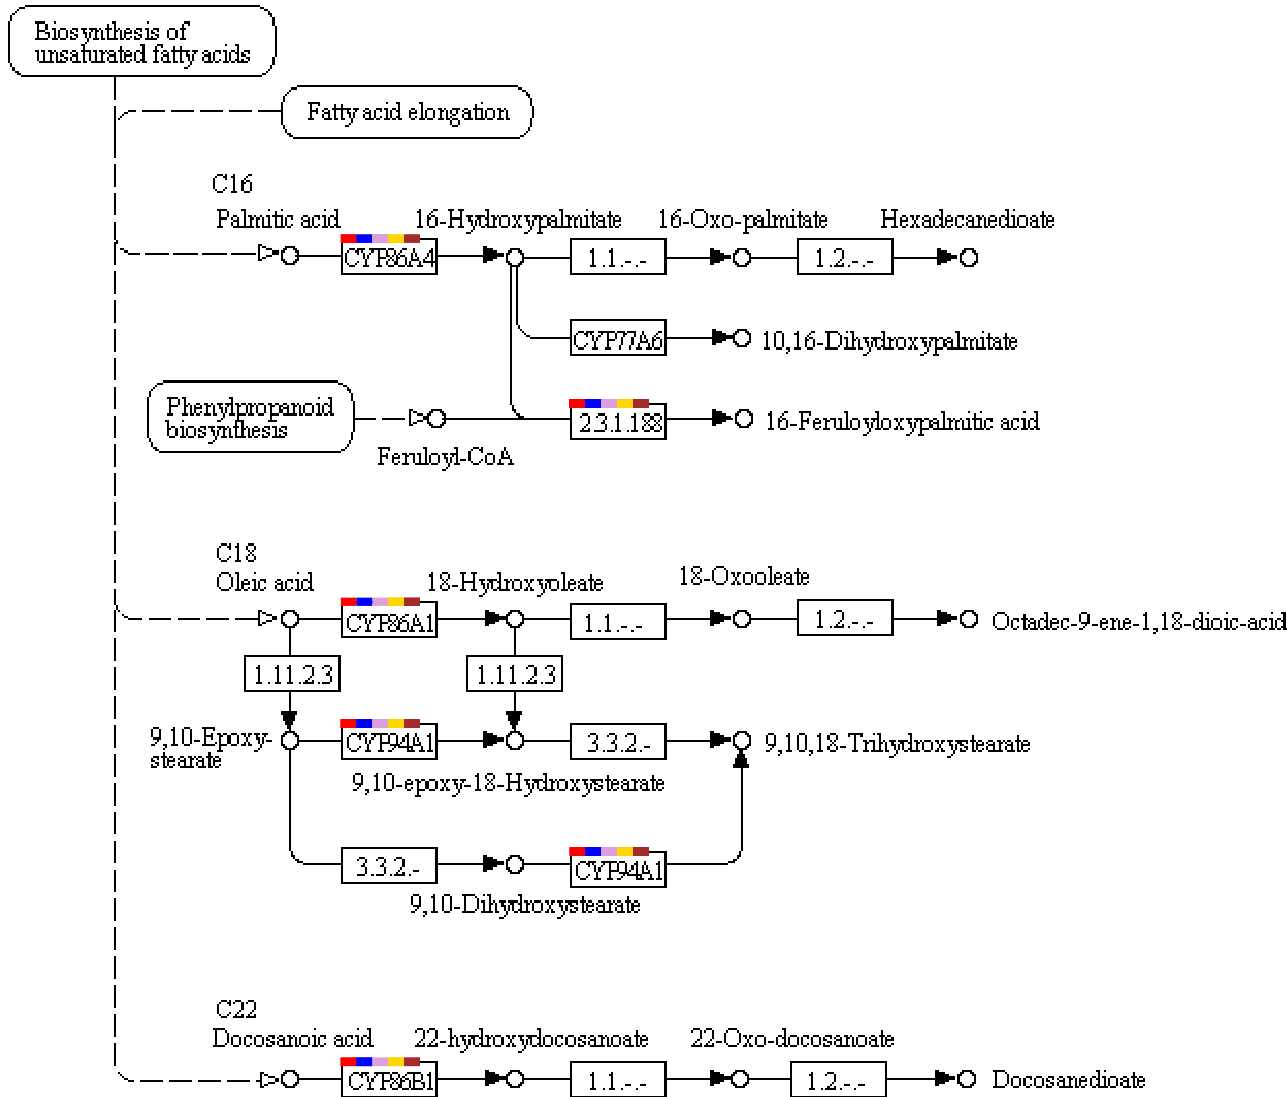 Biosynthesis of
unsaturated fatty acids
Fatty acid elongation
C16
Palmitic acid
16-Hydroxypalmitate
16-Oxo-palmitate
Hexadecanedioate
CYP86A4
1.1.-.-
1.2.-.-
CYP77A6
10,16-Dihydroxypalmitate
Phenylpropanoid
biosynthesis
2.3.1.188
16-Feruloyloxypalmitic acid
Feruloyl-CoA
C18
Oleic acid
18-Hydroxyoleate
18-Oxooleate
CYP86A1
1.1.-.-
1.2.-.-
Octadec-9-ene-1,18-dioic-acid
1.11.2.3
1.11.2.3
9,10-Epoxy-
stearate
CYP94A1
3.3.2.-
9,10,18-Trihydroxystearate
9,10-epoxy-18-Hydroxystearate
3.3.2.-
CYP94A1
9,10-Dihydroxystearate
C22
Docosanoic acid
22-hydroxydocosanoate
22-Oxo-docosanoate
CYP86B1
1.1.-.-
1.2.-.-
Docosanedioate